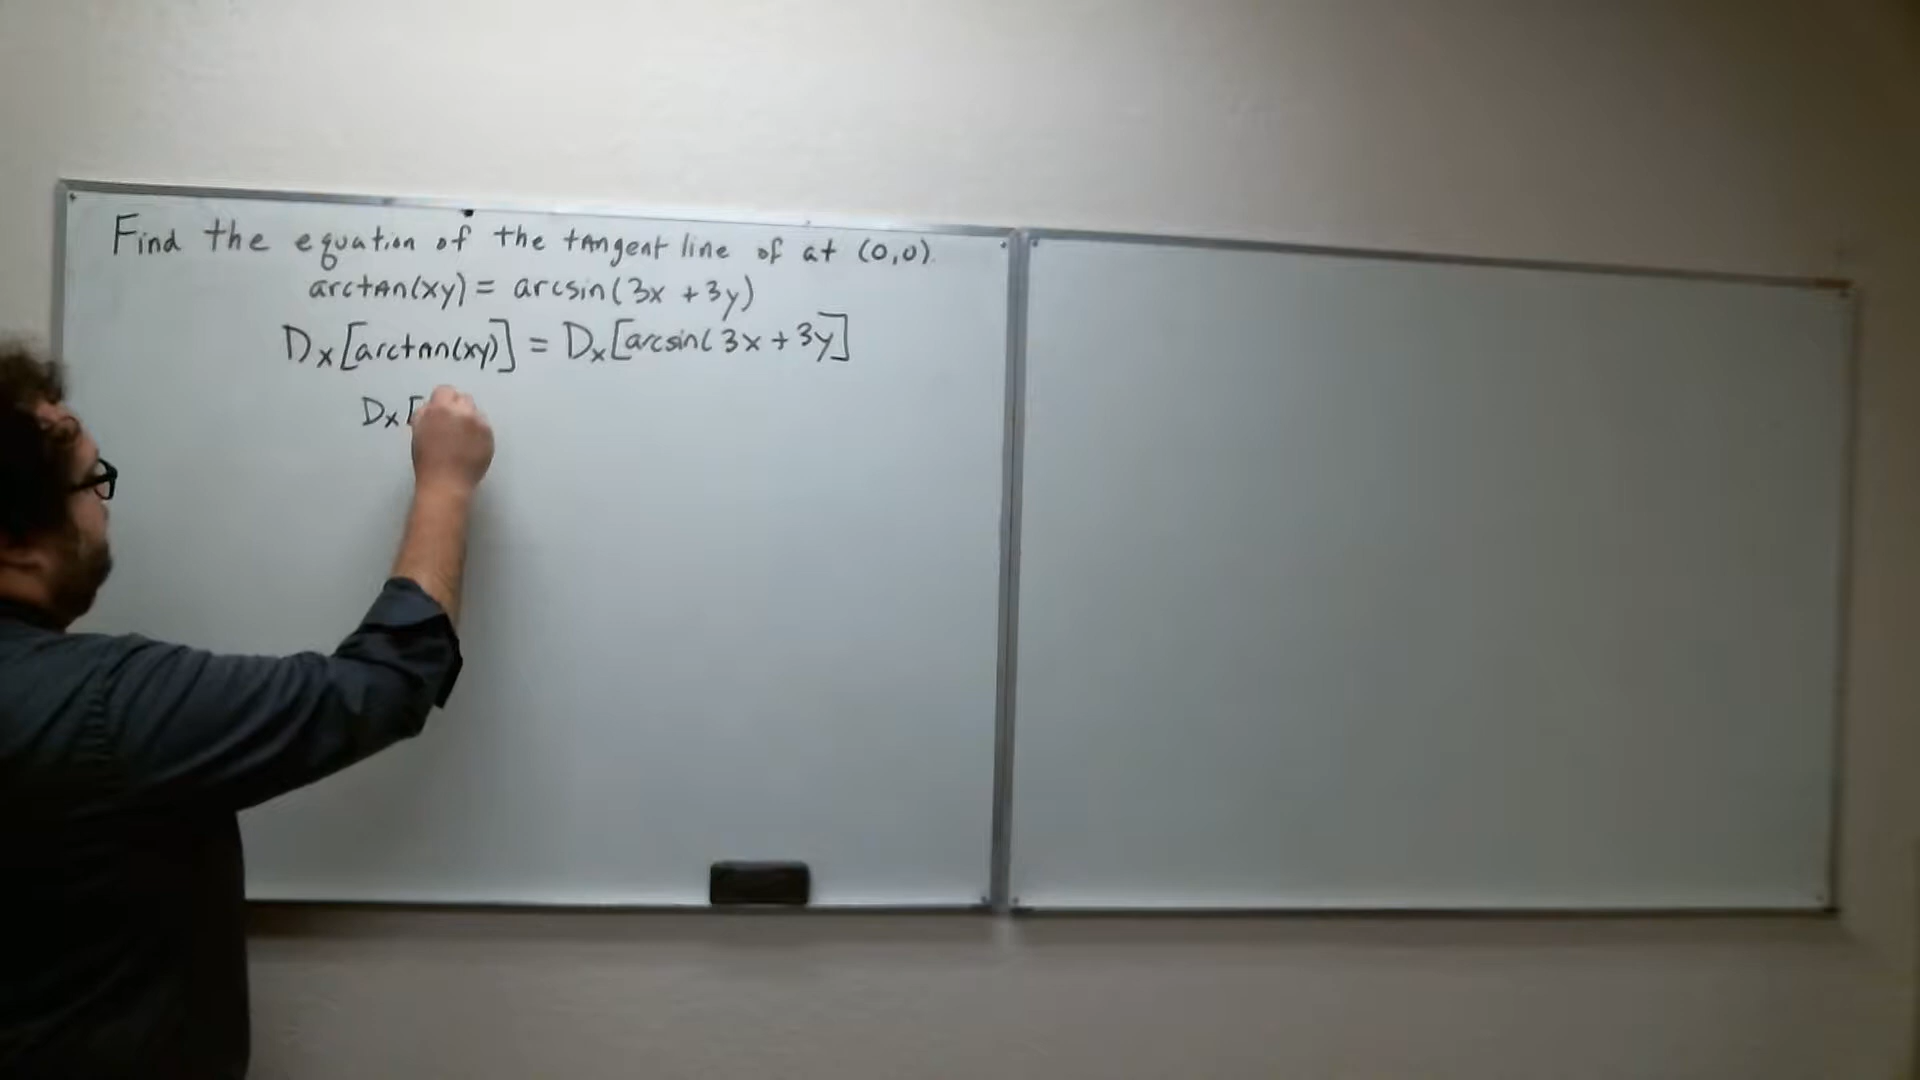 Find the equation of the tangent line of at (0,0).
arctan(xy) = arcsin(3x + 3y)
Dx[arctan(xy)] = Dx[arcsin(3x + 3y]
Dx[